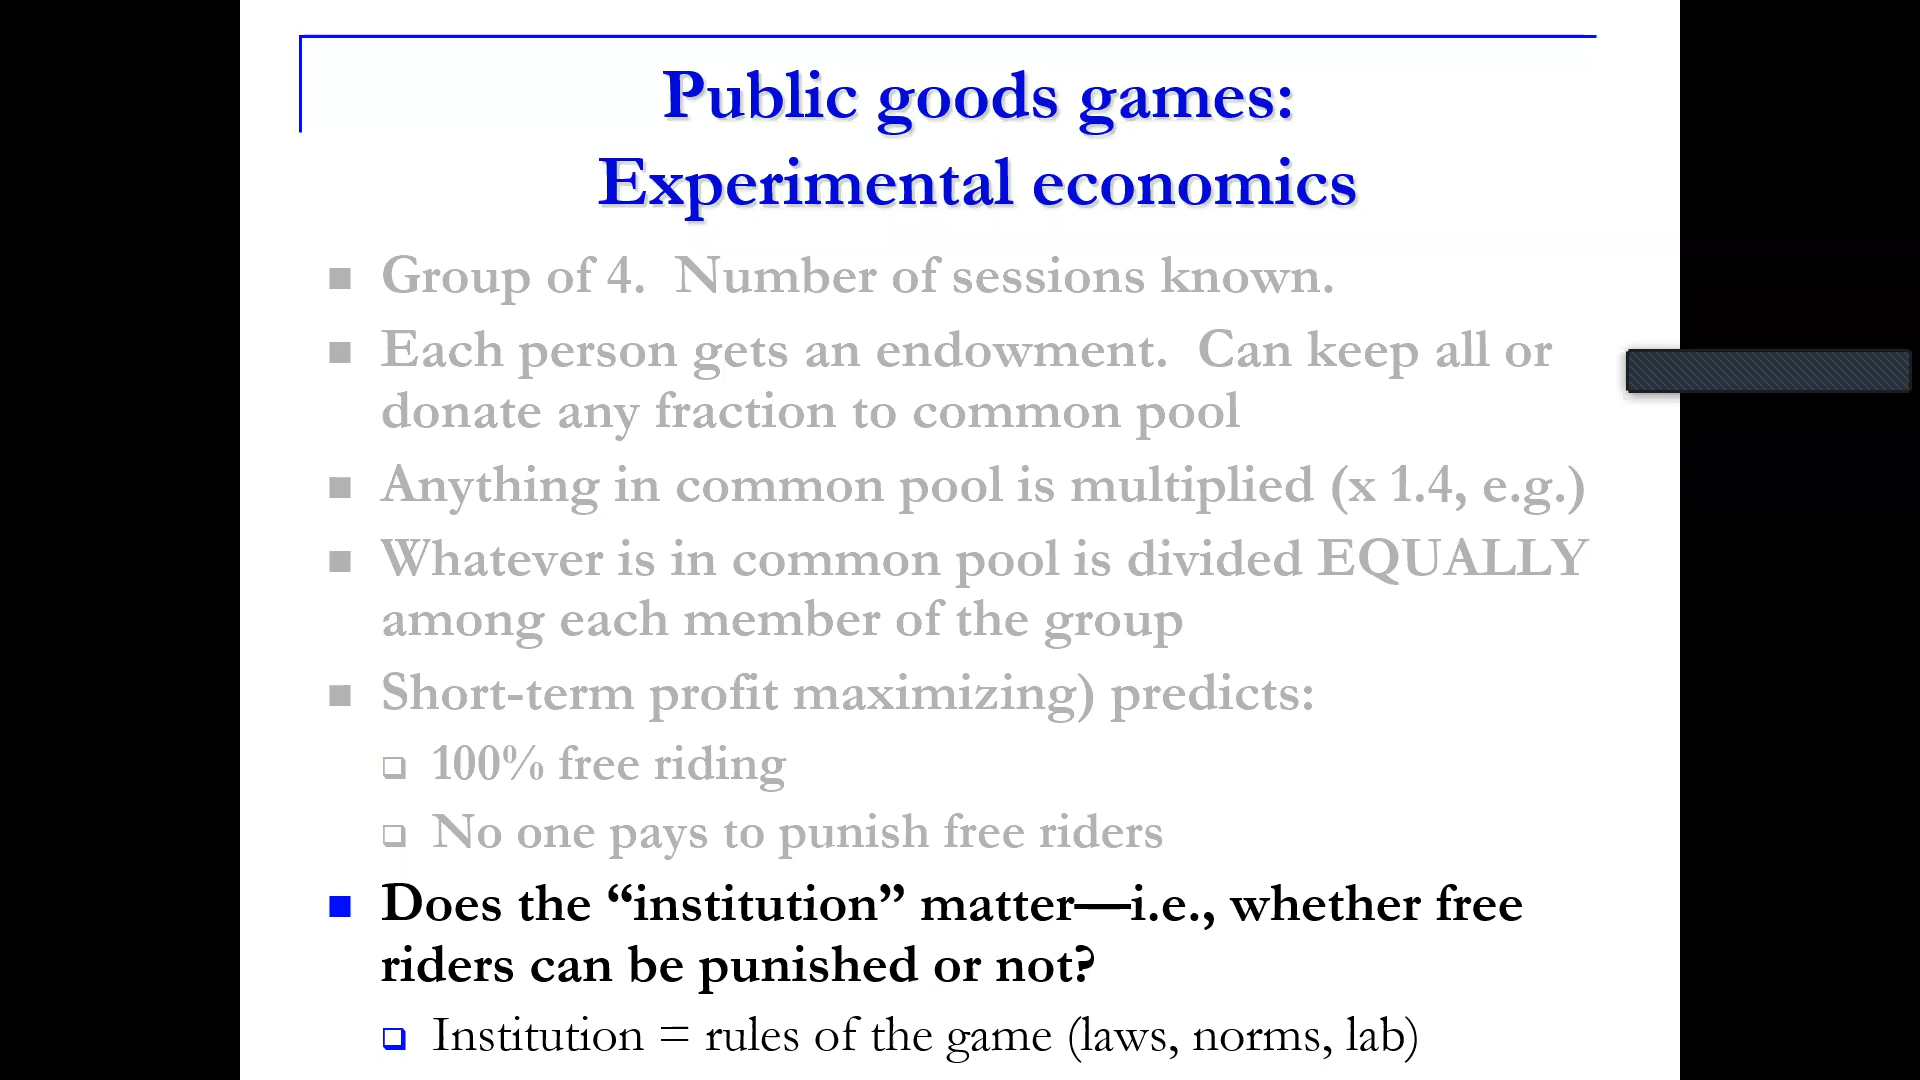 Public goods games:
Experimental economics
■ Group of 4. Number of sessions known.
■ Each person gets an endowment. Can keep all or
donate any fraction to common pool
■ Anything in common pool is multiplied (x 1.4, e.g.)
■ Whatever is in common pool is divided EQUALLY
among each member of the group
■ Short-term profit maximizing) predicts:
❑ 100% free riding
❑ No one pays to punish free riders
■ Does the “institution” matter—i.e., whether free
riders can be punished or not?
❑ Institution = rules of the game (laws, norms, lab)